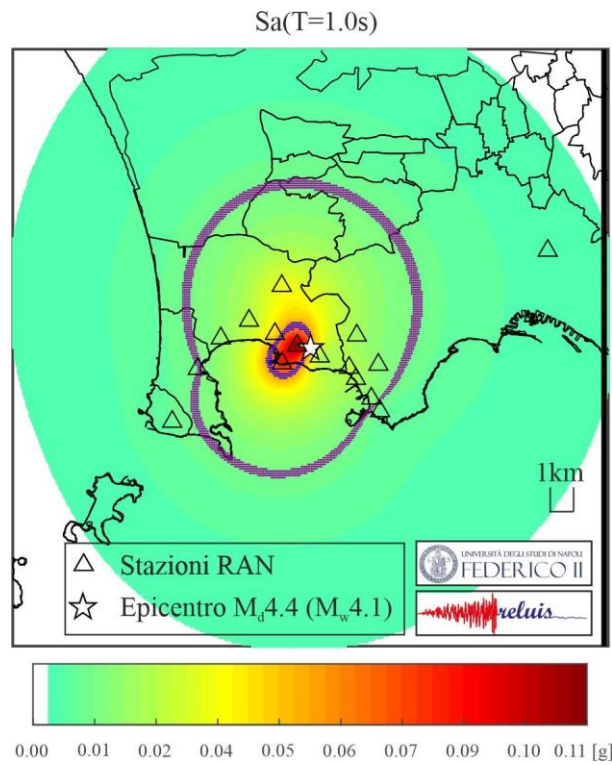 Sa(T=1.0s)
1km
Stazioni RAN
Epicentro Md4.4 (Mw4.1)
UNIVERSITÀ DEGLI STUDI DI NAPOLI
FEDERICO II
reluis
0.00 0.01 0.02 0.04 0.05 0.06 0.07 0.09 0.10 0.11 [g]